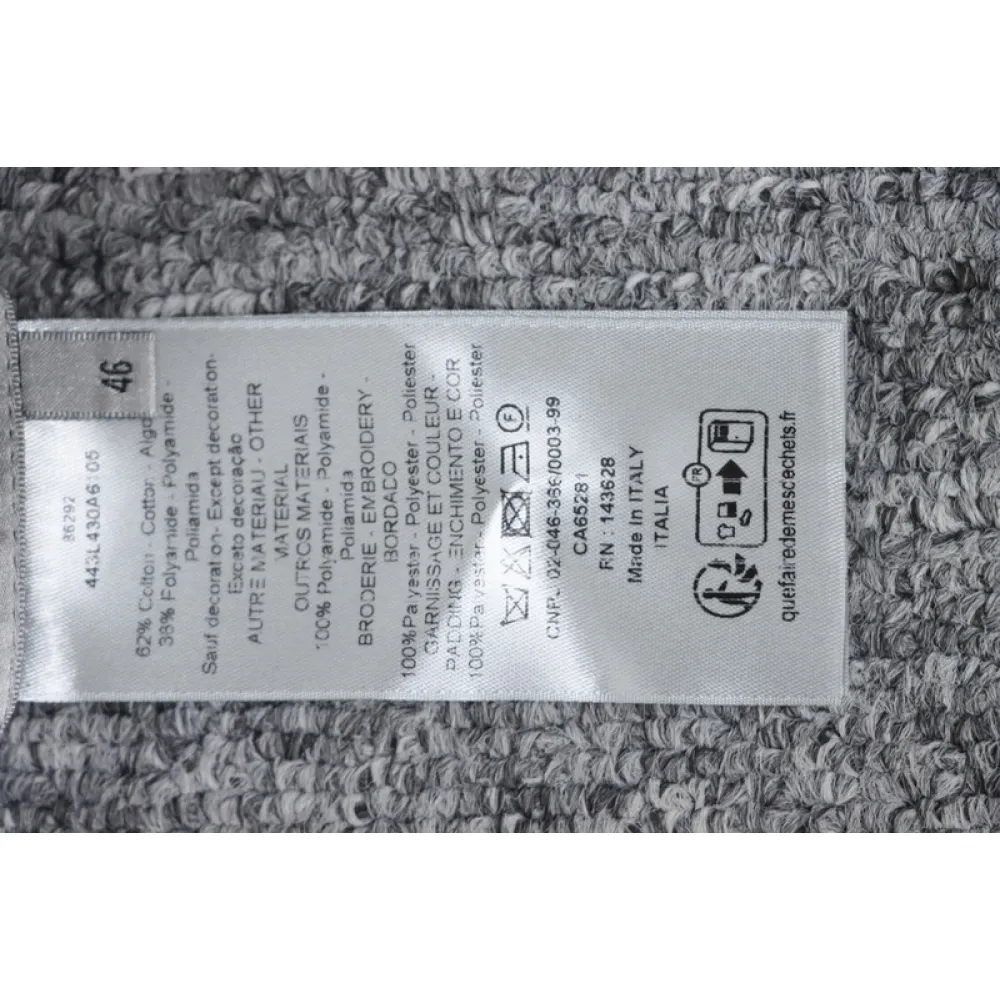 46
86292
443L430A6105
62% Cotton - Cotton - Algo
38% Polyamide - Polyamide -
Poliamida
Sauf decoration- Except decoration-
Exceto decoração
AUTRE MATERIAU - OTHER
MATERIAL
OUTROS MATERIAIS
100% Polyamide - Polyamide -
Poliamida
BRODERIE - EMBROIDERY -
BORDADO
100% Polyester - Polyester - Poliester
GARNISSAGE ET COULEUR -
PADDING - ENCHIMENTO E COR
100% Polyester - Polyester - Poliester
F
02-046-366/0003-99
CA65281
RN : 143628
Made In ITALY
ITALIA
FR
quefairedemesdechets.fr